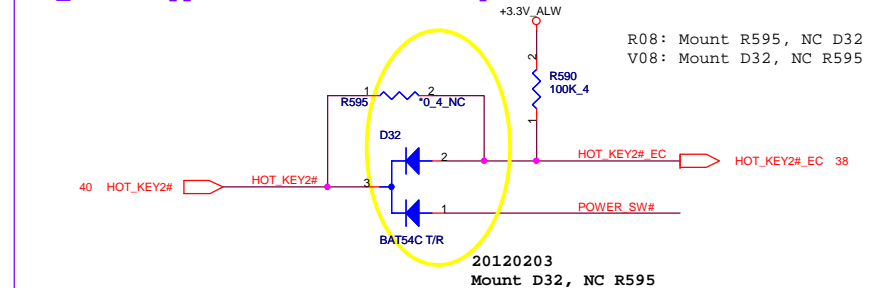 +3.3V_ALW
R08: Mount R595, NC D32
V08: Mount D32, NC R595
2
R590
100K_4
1
1
2
R595
*0_4_NC
D32
2
HOT_KEY2#_EC
HOT_KEY2#_EC 38
40 HOT_KEY2#
HOT_KEY2#
3
1
POWER_SW#
BAT54C T/R
20120203
Mount D32, NC R595